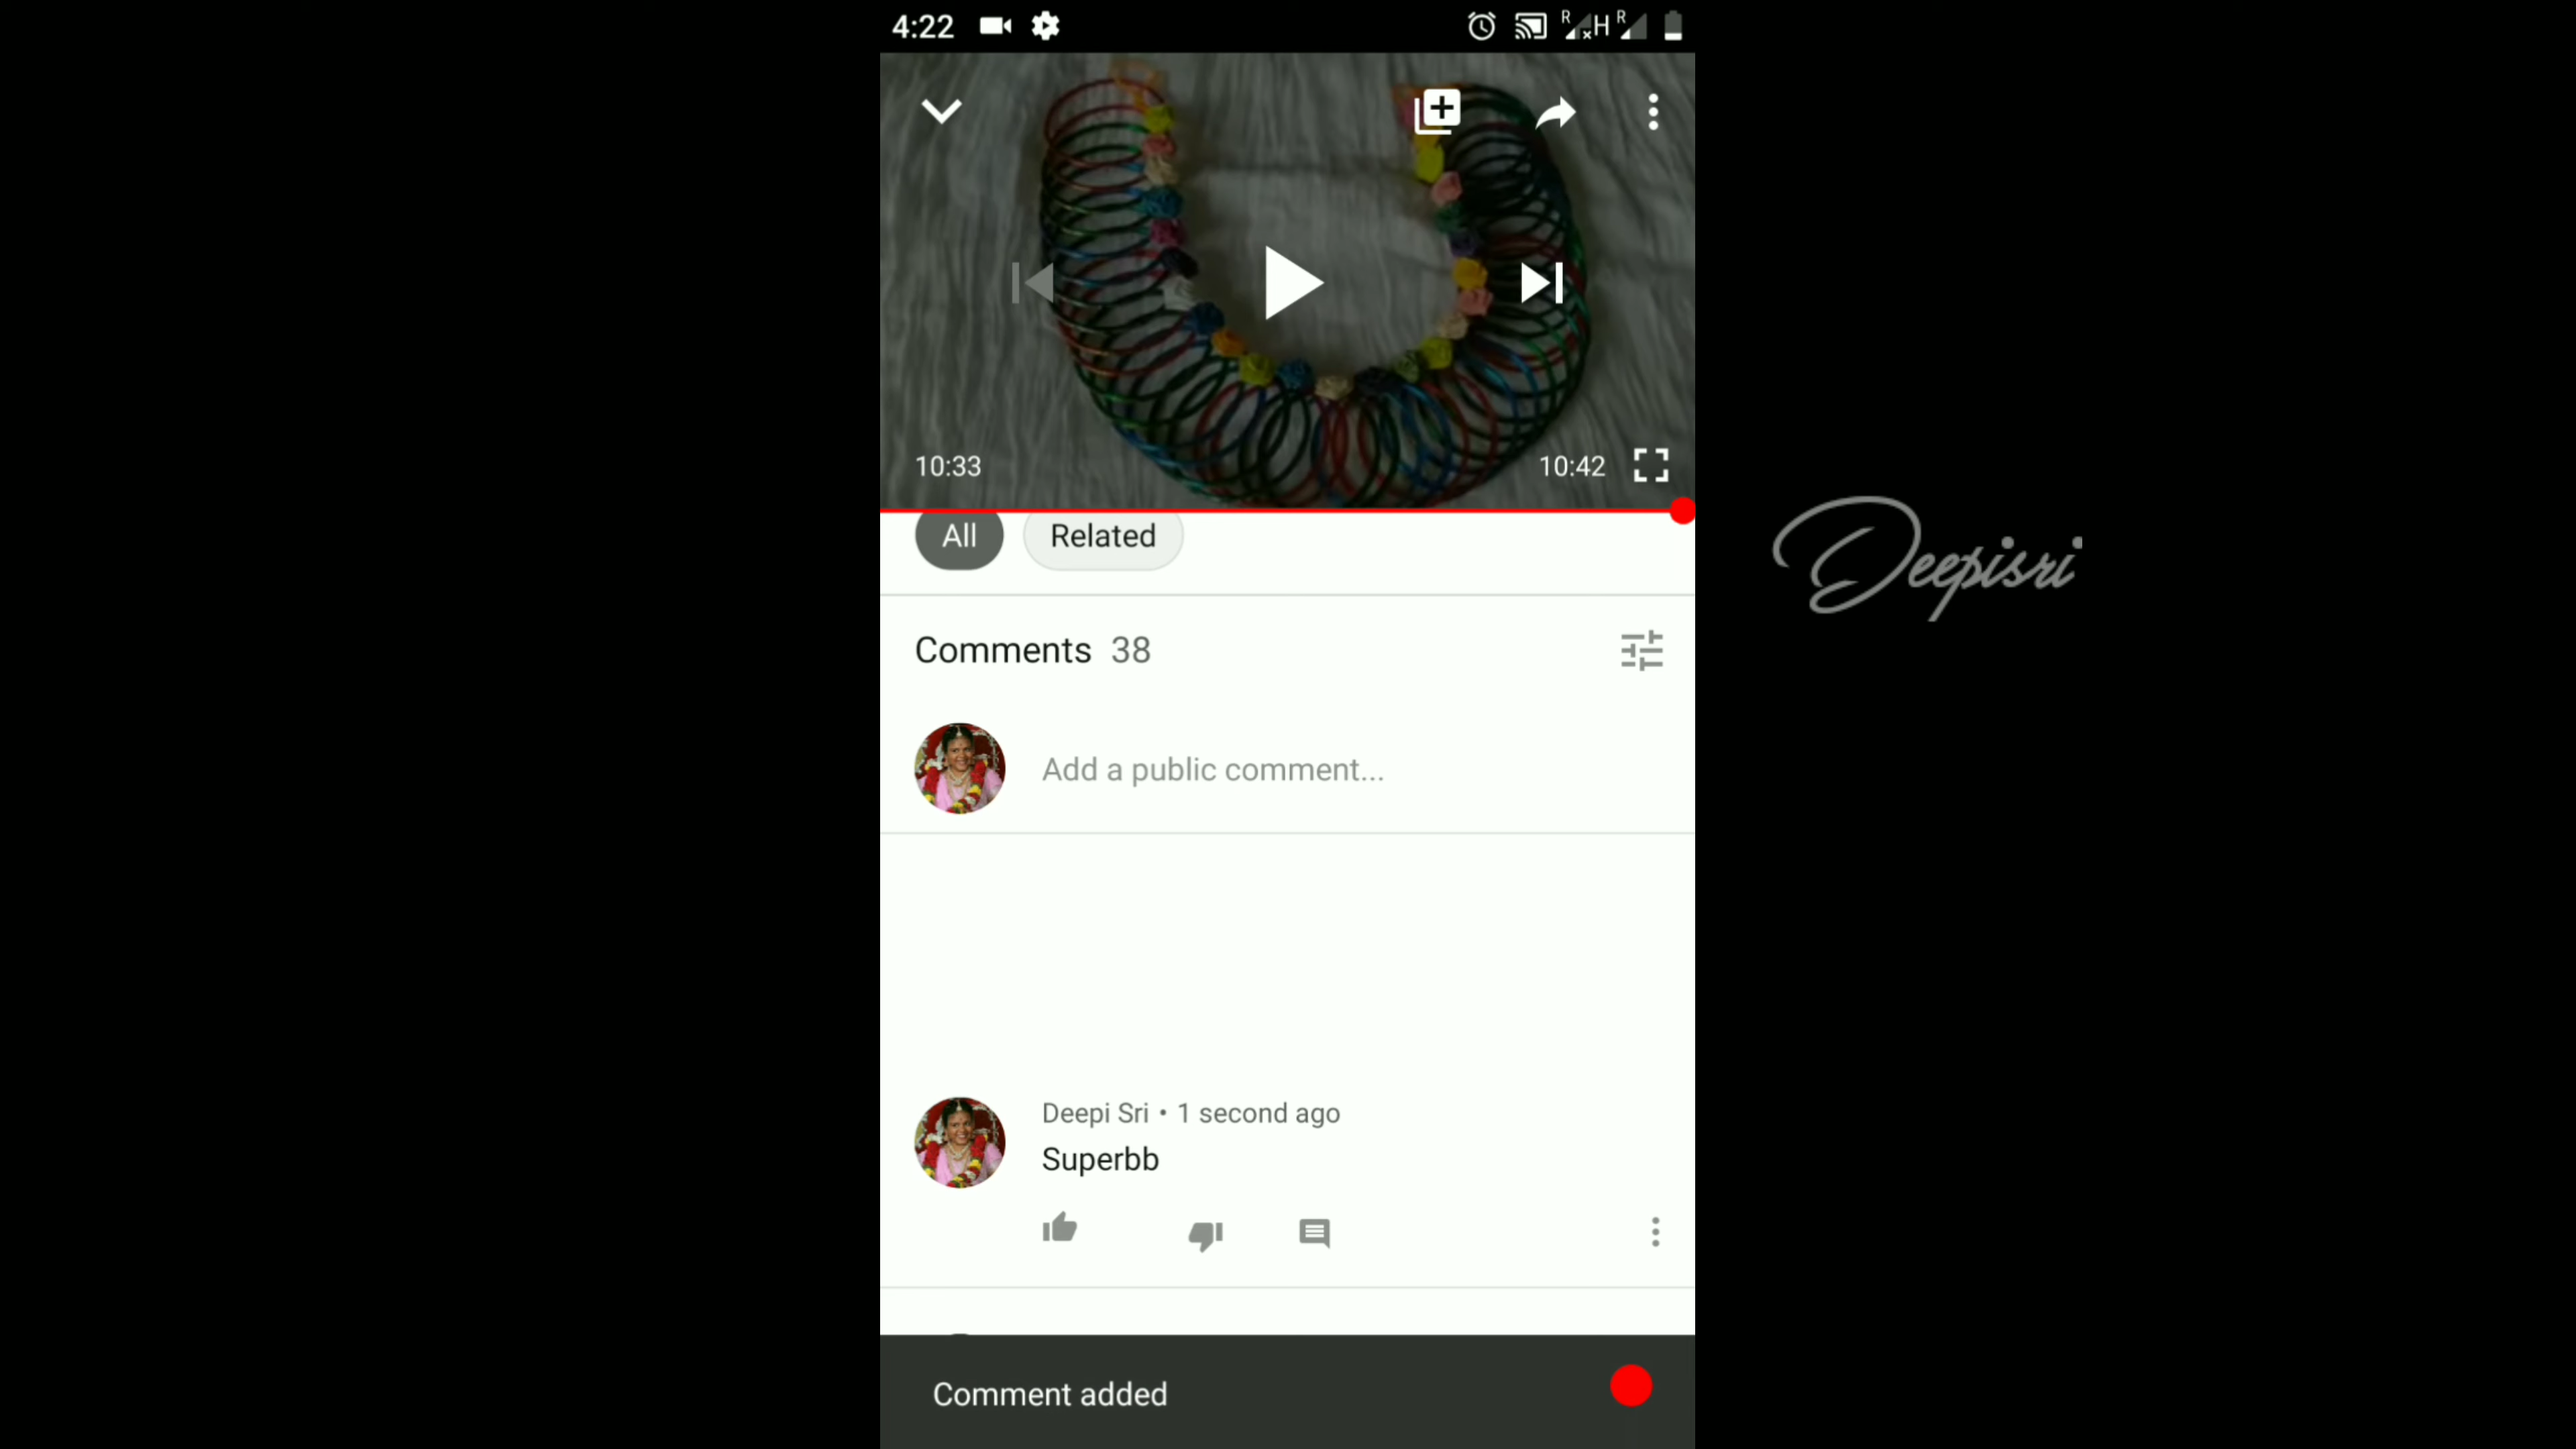 4:22
R H R
10:33
10:42
All
Related
Comments 38
Add a public comment...
Deepi Sri • 1 second ago
Superbb
Comment added
Deepisri